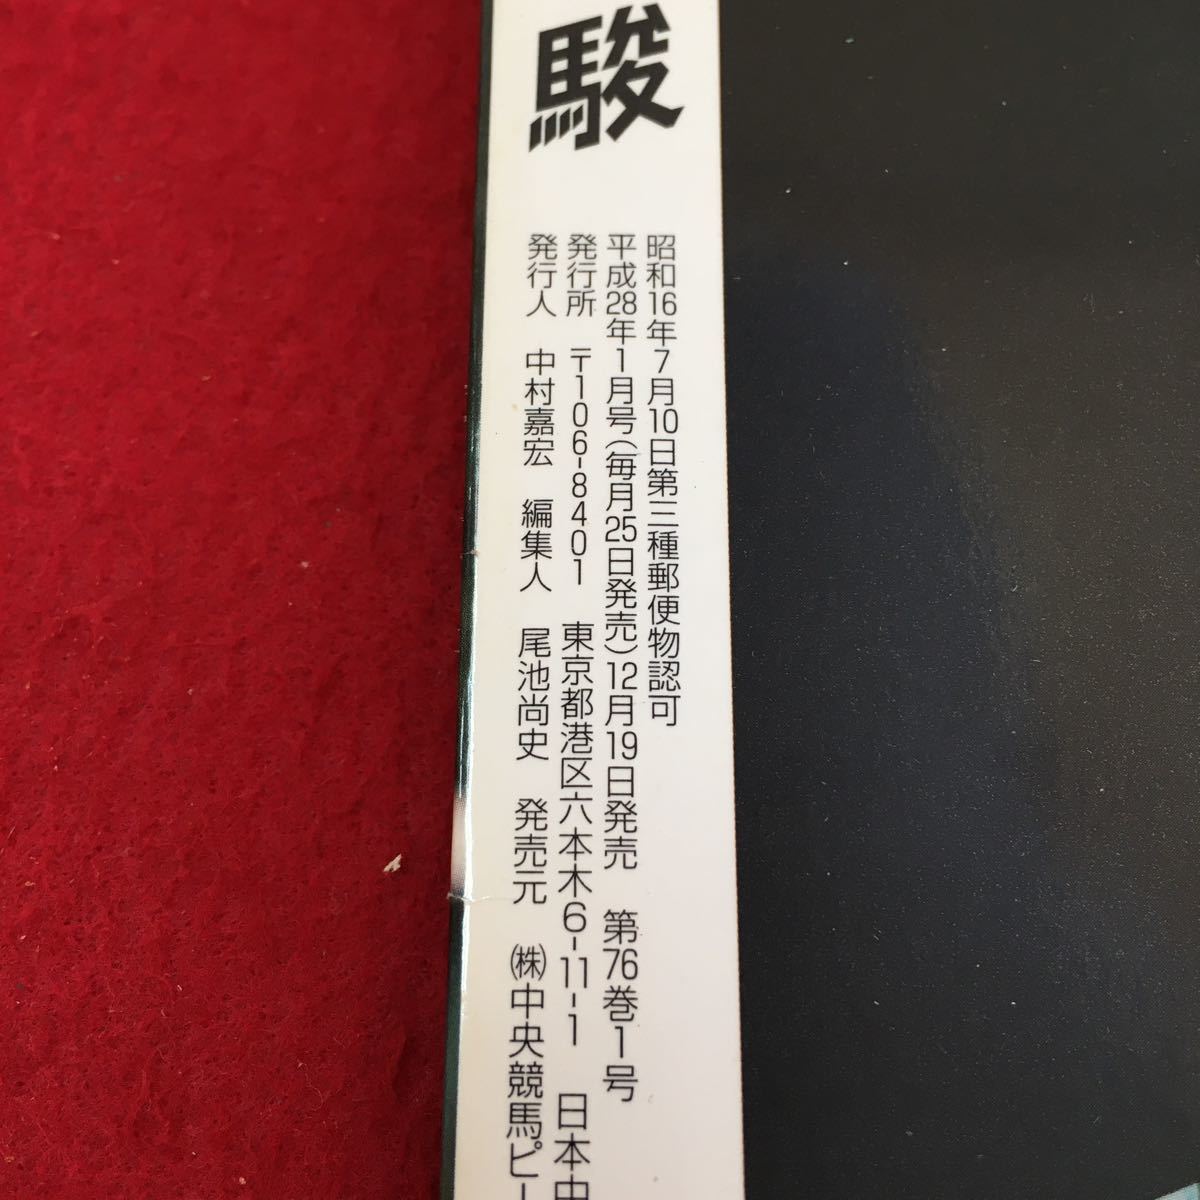 駿
昭和16年7月10日第三種郵便物認可
平成28年1月号(毎月25日発売)12月19日発売 第76巻1号
発行所 〒106-8401 東京都港区六本木6-11-1 日本中
発行人 中村嘉宏 編集人 尾池尚史 発売元 ㈱中央競馬ピー